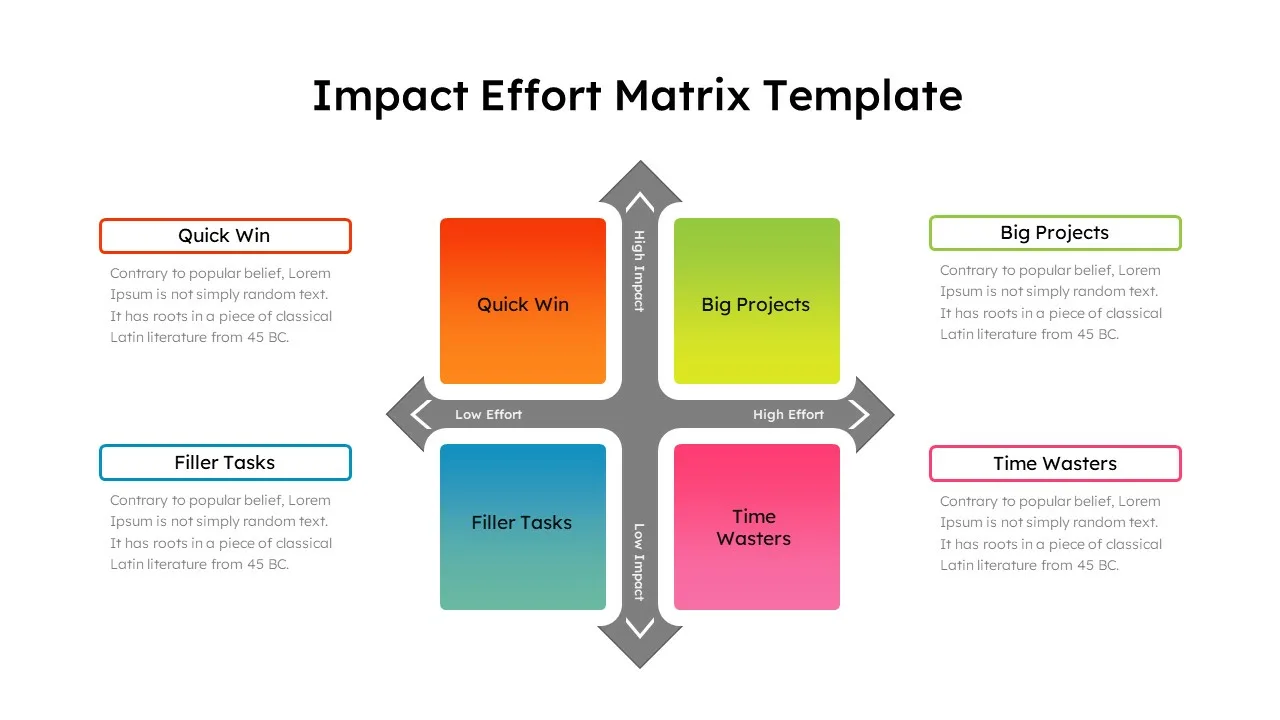 Impact Effort Matrix Template
Quick Win
Contrary to popular belief, Lorem
Ipsum is not simply random text.
It has roots in a piece of classical
Latin literature from 45 BC.
Filler Tasks
Contrary to popular belief, Lorem
Ipsum is not simply random text.
It has roots in a piece of classical
Latin literature from 45 BC.
High Impact
Quick Win
Big Projects
Low Effort
High Effort
Filler Tasks
Time
Wasters
Low Impact
Big Projects
Contrary to popular belief, Lorem
Ipsum is not simply random text.
It has roots in a piece of classical
Latin literature from 45 BC.
Time Wasters
Contrary to popular belief, Lorem
Ipsum is not simply random text.
It has roots in a piece of classical
Latin literature from 45 BC.